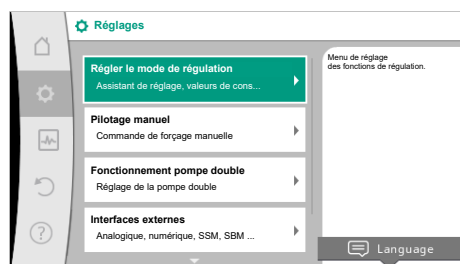 Réglages
Régler le mode de régulation
Assistant de réglage, valeurs de cons...
Pilotage manuel
Commande de forçage manuelle
Fonctionnement pompe double
Réglage de la pompe double
Interfaces externes
Analogique, numérique, SSM, SBM ...
Menu de réglage
des fonctions de régulation.
Language